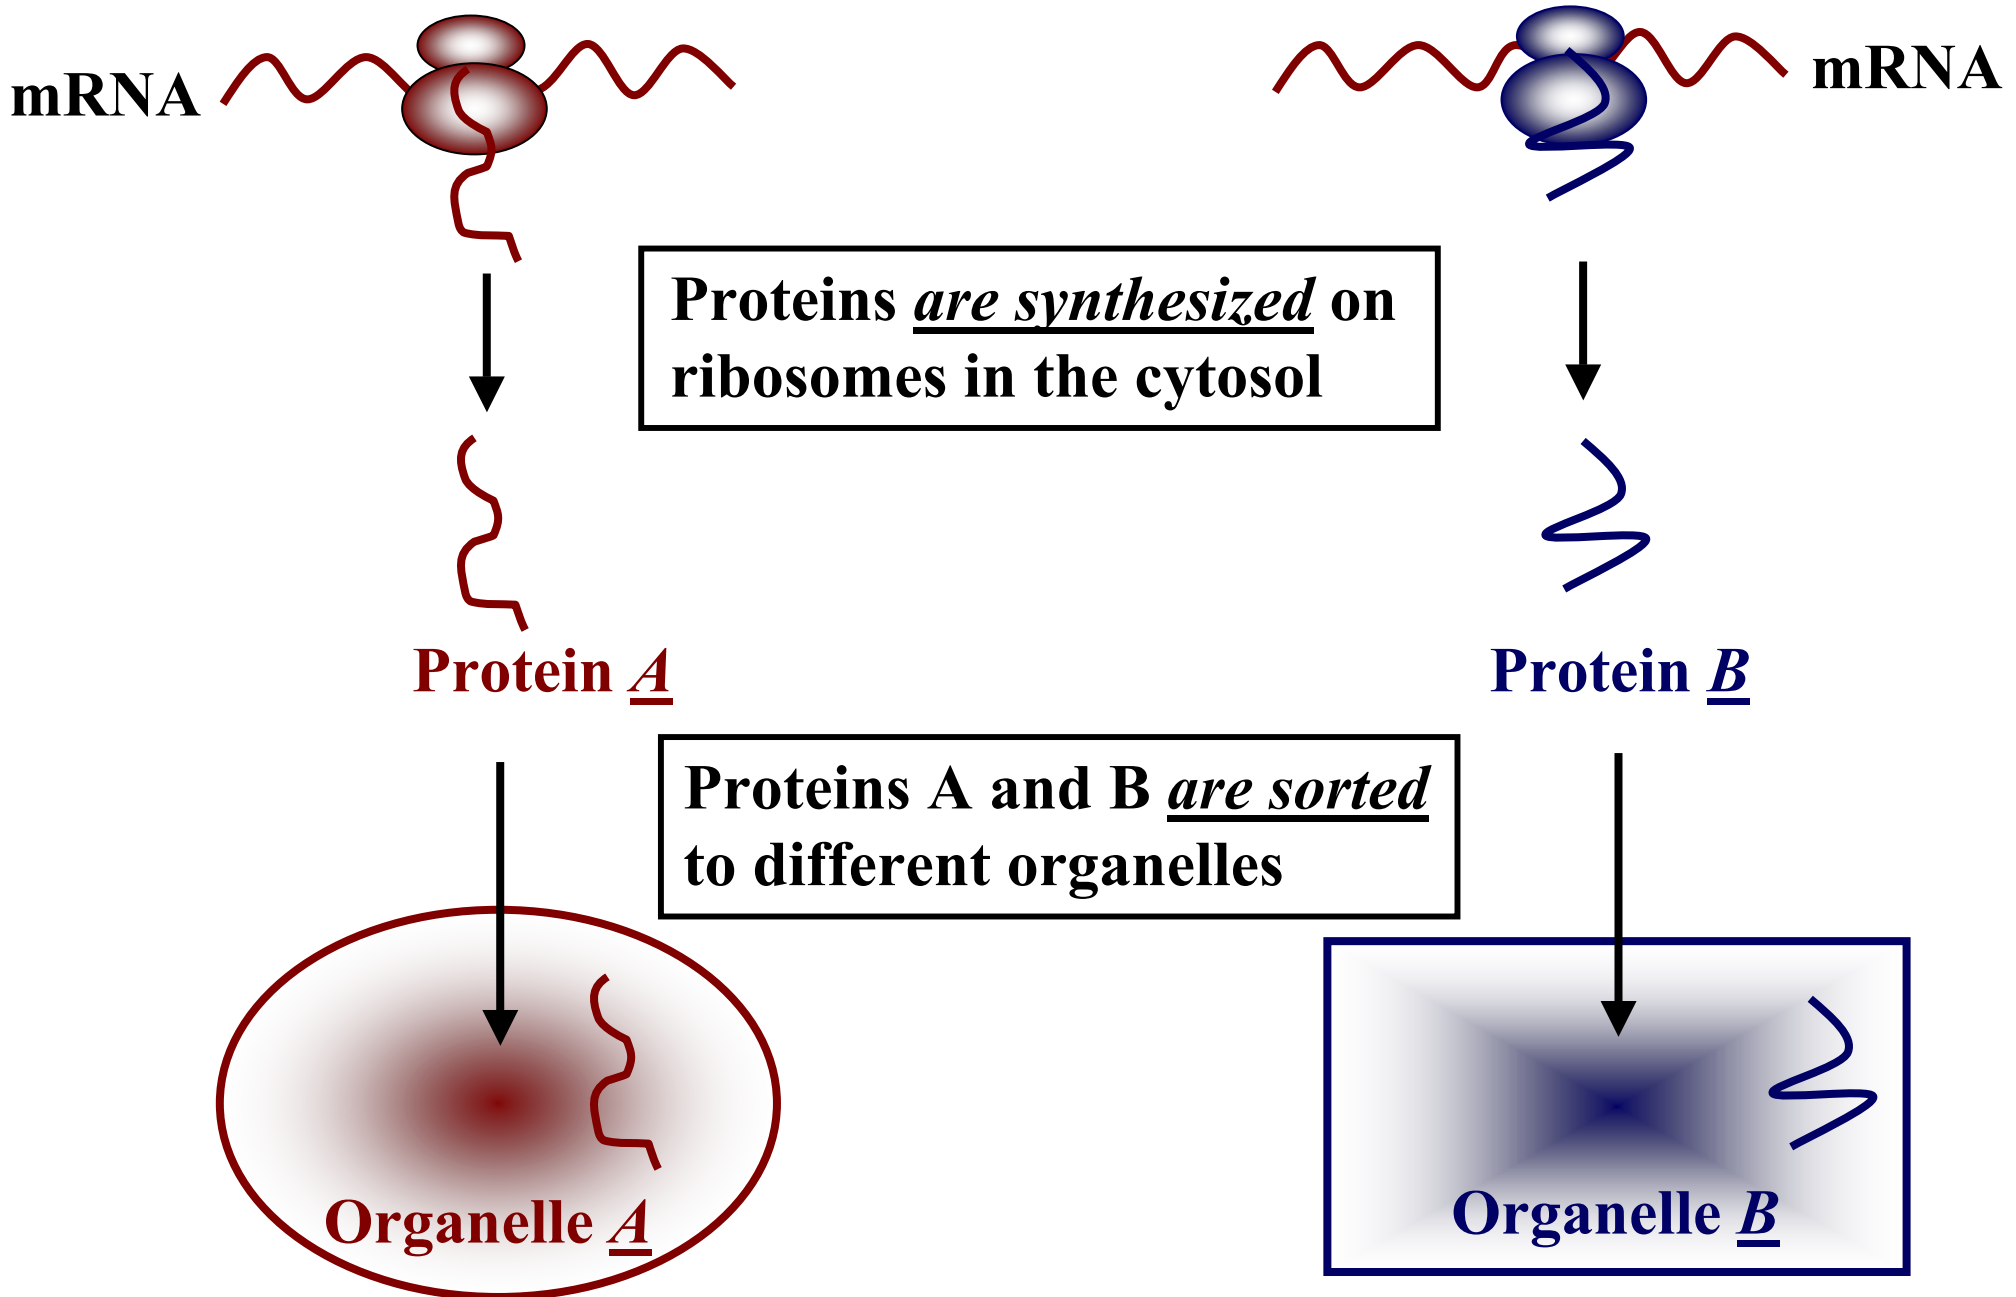 mRNA
mRNA
Proteins are synthesized on
ribosomes in the cytosol
Protein A
Protein B
Proteins A and B are sorted
to different organelles
Organelle A
Organelle B